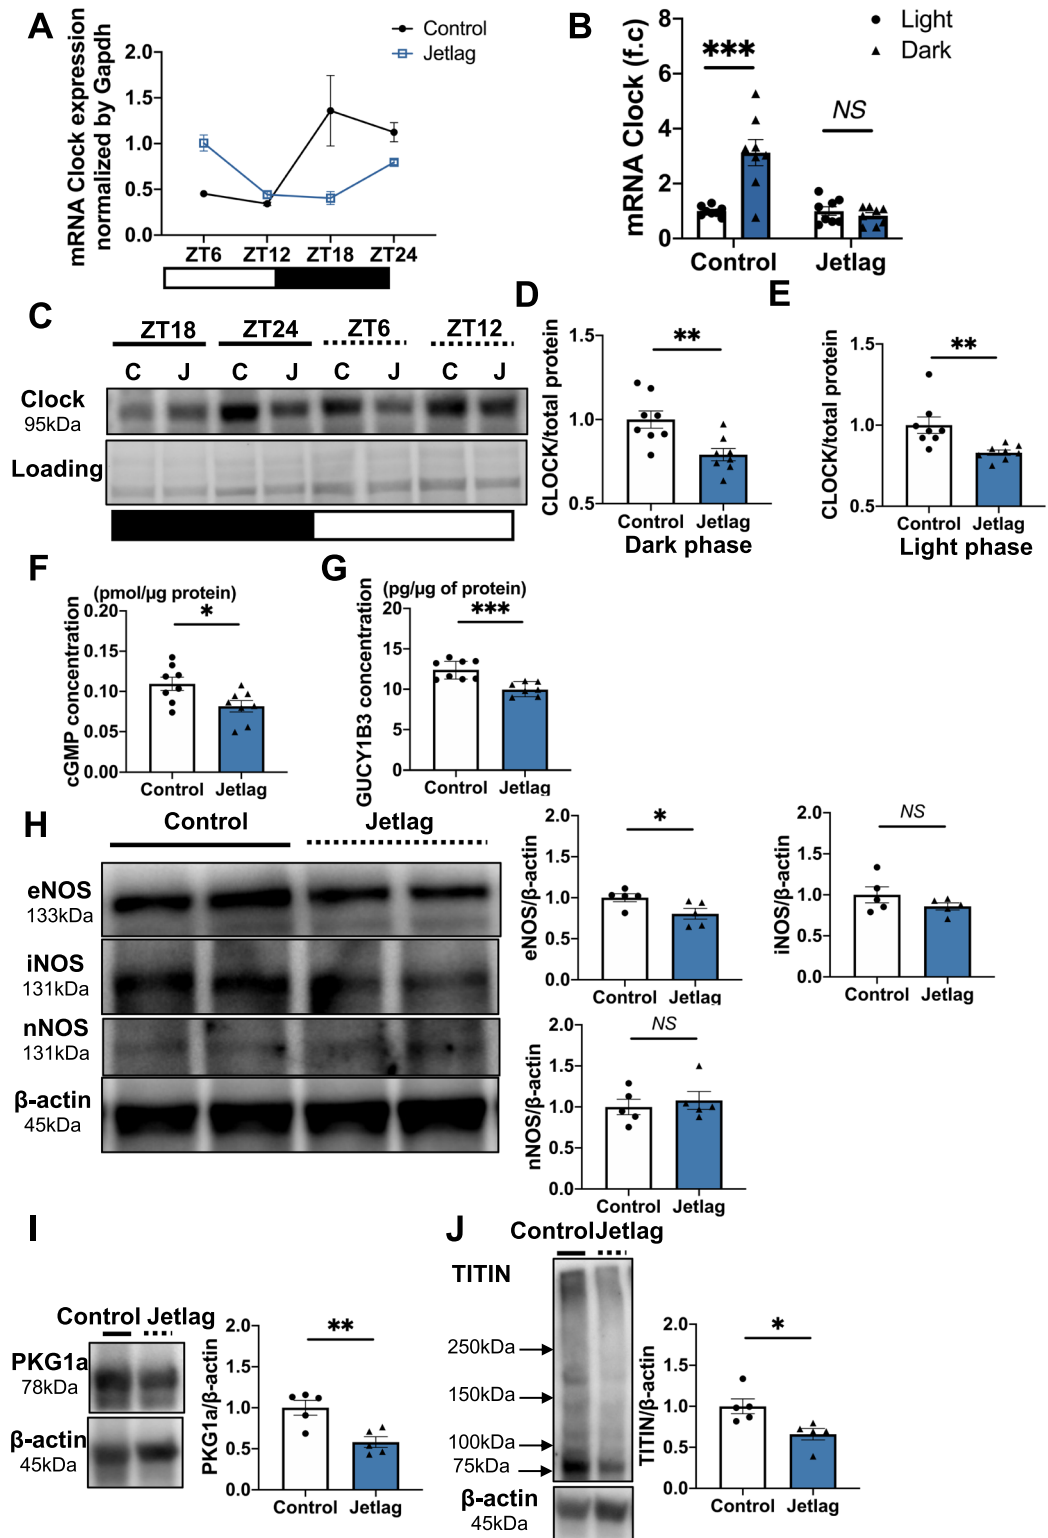 A
mRNA Clock expression
normalized by Gapdh
2.0
1.5
1.0
0.5
0.0
Control
Jetlag
ZT6 ZT12 ZT18 ZT24
B
mRNA Clock (f.c)
8
6
4
2
0
Light
Dark
***
NS
Control Jetlag
C
ZT18 ZT24 ZT6 ZT12
C J C J C J C J
Clock
95kDa
Loading
D
CLOCK/total protein
1.5
1.0
0.5
**
Control Jetlag
Dark phase
E
CLOCK/total protein
1.5
1.0
0.5
**
Control Jetlag
Light phase
F
(pmol/µg protein)
cGMP concentration
0.20
0.15
0.10
0.05
0.00
*
Control Jetlag
G
(pg/µg of protein)
GUCY1B3 concentration
20
15
10
5
0
***
Control Jetlag
H
Control Jetlag
eNOS
133kDa
iNOS
131kDa
nNOS
131kDa
β-actin
45kDa
eNOS/β-actin
2.0
1.5
1.0
0.5
0.0
*
Control Jetlag
iNOS/β-actin
2.0
1.5
1.0
0.5
0.0
NS
Control Jetlag
nNOS/β-actin
2.0
1.5
1.0
0.5
0.0
NS
Control Jetlag
I
Control Jetlag
PKG1a
78kDa
β-actin
45kDa
PKG1a/β-actin
2.0
1.5
1.0
0.5
0.0
**
Control Jetlag
J
Control Jetlag
TITIN
250kDa
150kDa
100kDa
75kDa
β-actin
45kDa
TITIN/β-actin
2.0
1.5
1.0
0.5
0.0
*
Control Jetlag